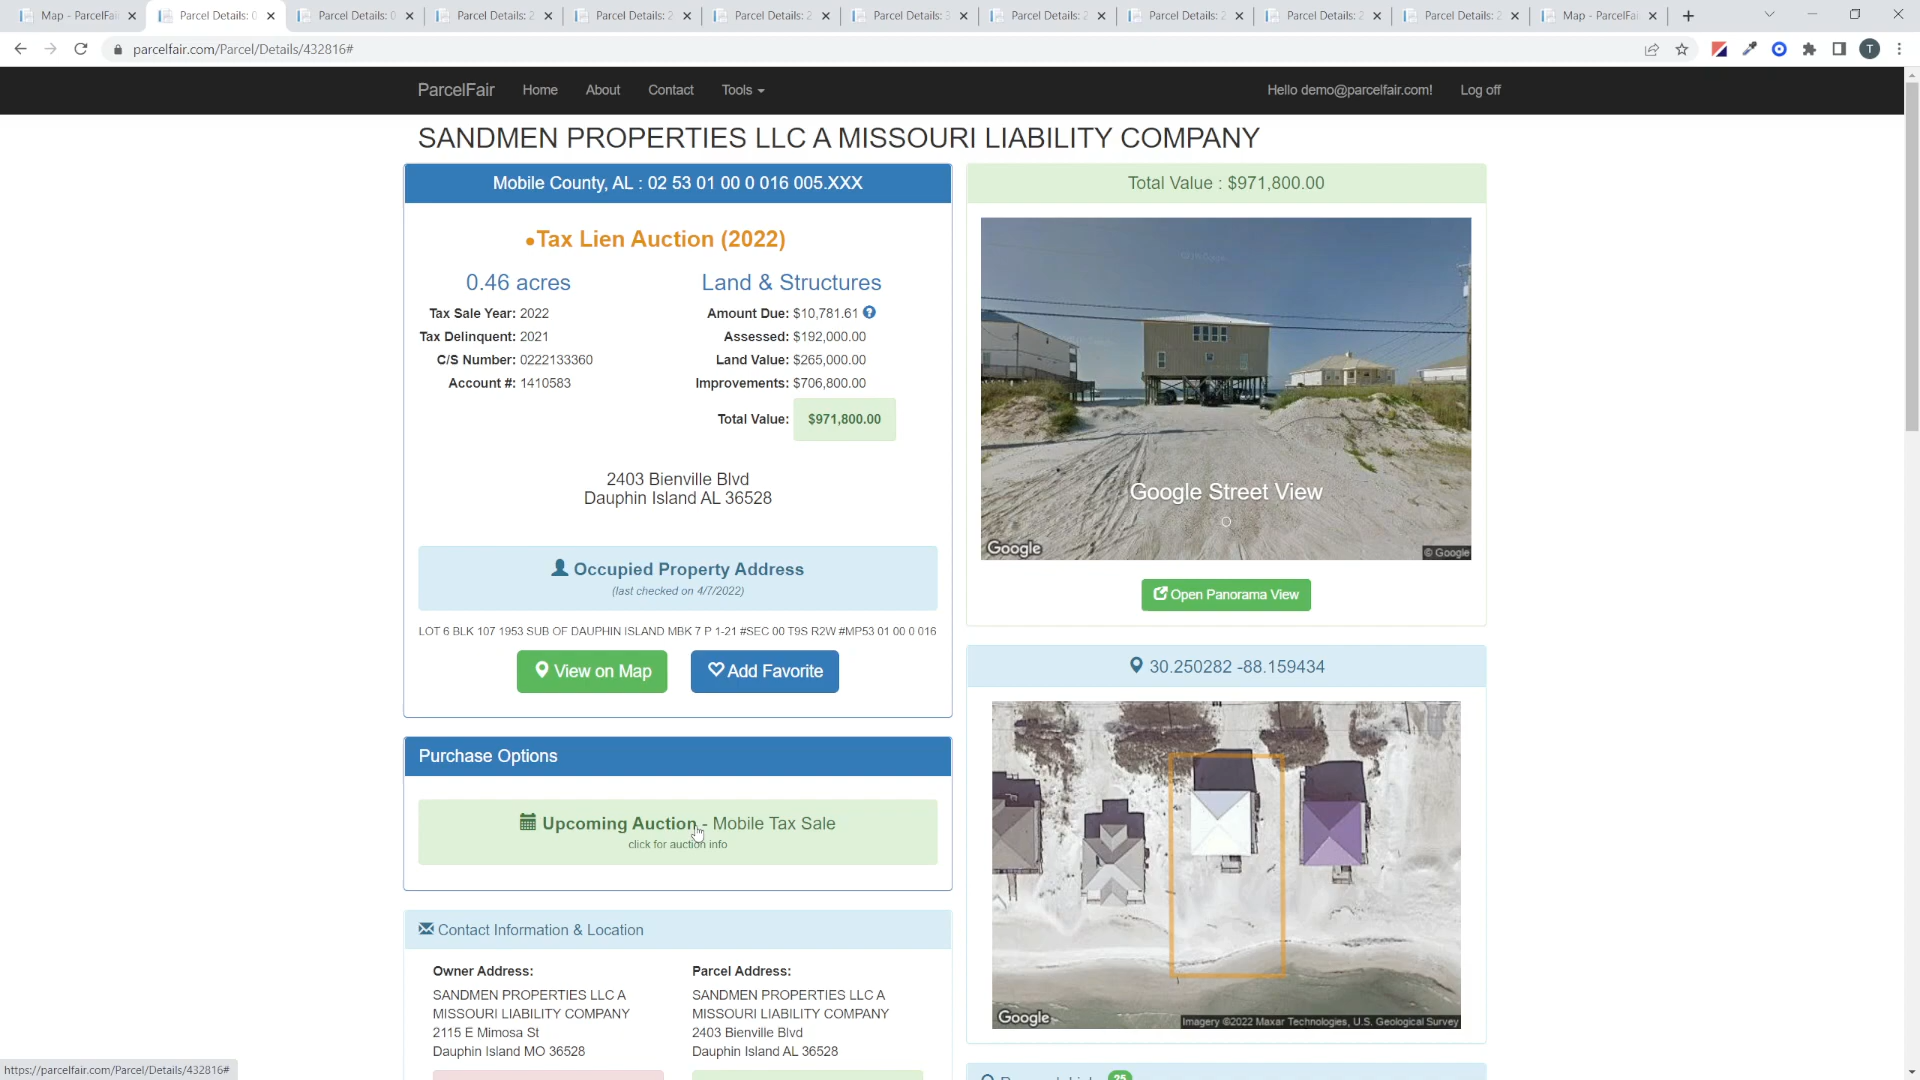 Map - ParcelFai
Parcel Details: 0
Parcel Details: 0
Parcel Details: 2
Parcel Details: 2
Parcel Details: 2
Parcel Details: 3
Parcel Details: 2
Parcel Details: 2
Parcel Details: 2
Parcel Details: 2
Map - ParcelFai
parcelfair.com/Parcel/Details/432816#
T
ParcelFair Home About Contact Tools Hello demo@parcelfair.com! Log off
SANDMEN PROPERTIES LLC A MISSOURI LIABILITY COMPANY
Mobile County, AL : 02 53 01 00 0 016 005.XXX
•Tax Lien Auction (2022)
0.46 acres
Tax Sale Year: 2022
Tax Delinquent: 2021
C/S Number: 0222133360
Account #: 1410583
Land & Structures
Amount Due: $10,781.61
Assessed: $192,000.00
Land Value: $265,000.00
Improvements: $706,800.00
Total Value: $971,800.00
2403 Bienville Blvd
Dauphin Island AL 36528
Occupied Property Address
(last checked on 4/7/2022)
LOT 6 BLK 107 1953 SUB OF DAUPHIN ISLAND MBK 7 P 1-21 #SEC 00 T9S R2W #MP53 01 00 0 016
View on Map
Add Favorite
Purchase Options
Upcoming Auction - Mobile Tax Sale
click for auction info
Contact Information & Location
Owner Address:
SANDMEN PROPERTIES LLC A
MISSOURI LIABILITY COMPANY
2115 E Mimosa St
Dauphin Island MO 36528
Parcel Address:
SANDMEN PROPERTIES LLC A
MISSOURI LIABILITY COMPANY
2403 Bienville Blvd
Dauphin Island AL 36528
Total Value : $971,800.00
Google Street View
Google
© Google
Open Panorama View
30.250282 -88.159434
Google
Imagery ©2022 Maxar Technologies, U.S. Geological Survey
25
https://parcelfair.com/Parcel/Details/432816#